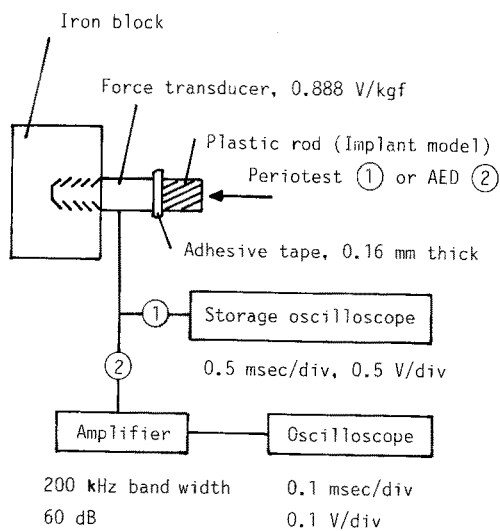 Iron block
Force transducer, 0.888 V/kgf
Plastic rod (Implant model)
Periotest ① or AED ②
Adhesive tape, 0.16 mm thick
①
Storage oscilloscope
②
0.5 msec/div, 0.5 V/div
Amplifier
Oscilloscope
200 kHz band width
0.1 msec/div
60 dB
0.1 V/div